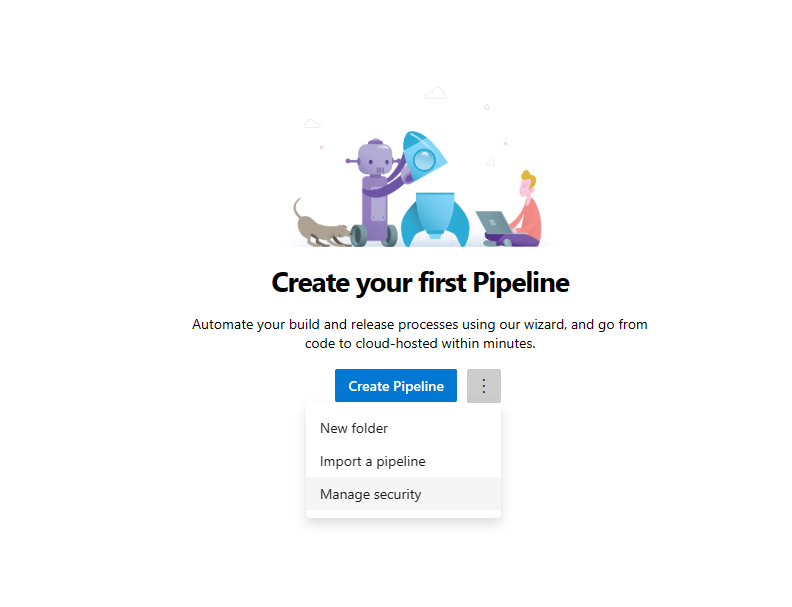 Create your first Pipeline
Automate your build and release processes using our wizard, and go from
code to cloud-hosted within minutes.
Create Pipeline
New folder
Import a pipeline
Manage security